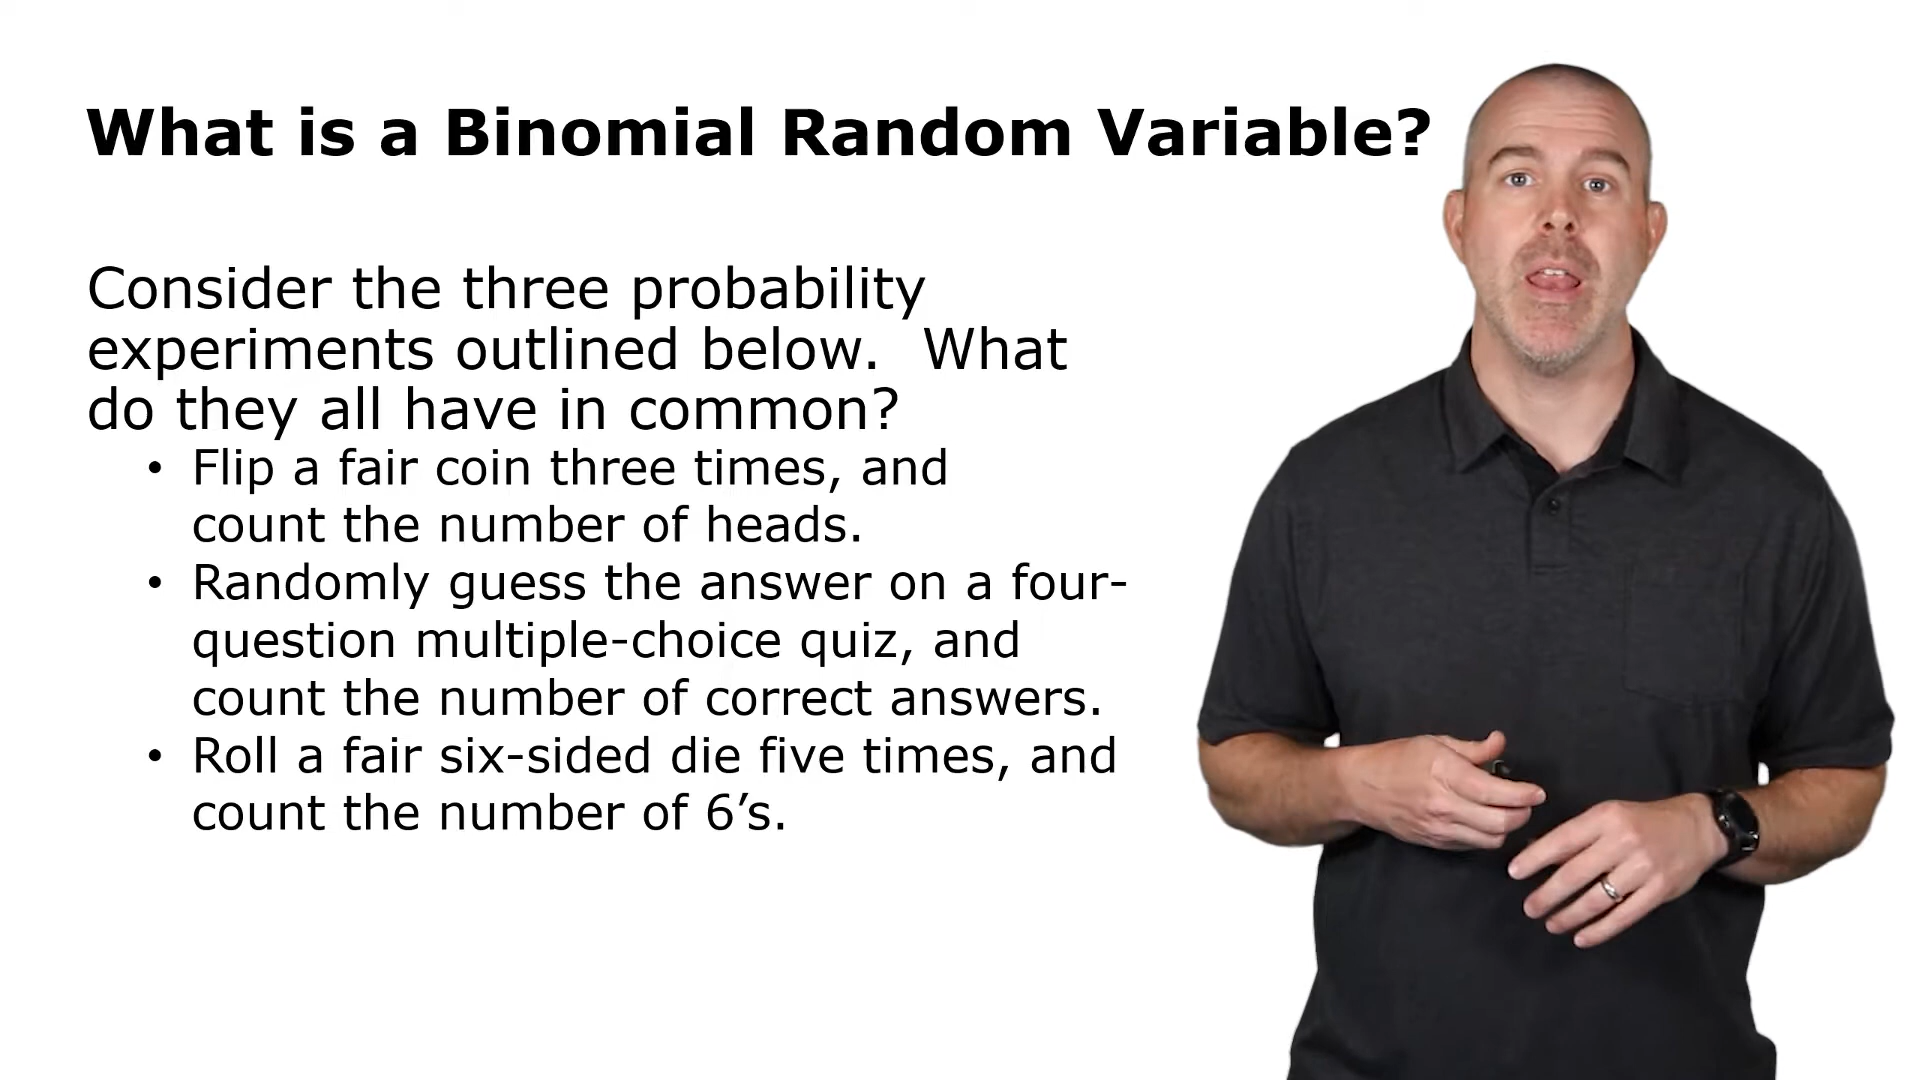 What is a Binomial Random Variable?
Consider the three probability
experiments outlined below.  What
do they all have in common?
• Flip a fair coin three times, and
count the number of heads.
• Randomly guess the answer on a four-
question multiple-choice quiz, and
count the number of correct answers.
• Roll a fair six-sided die five times, and
count the number of 6’s.